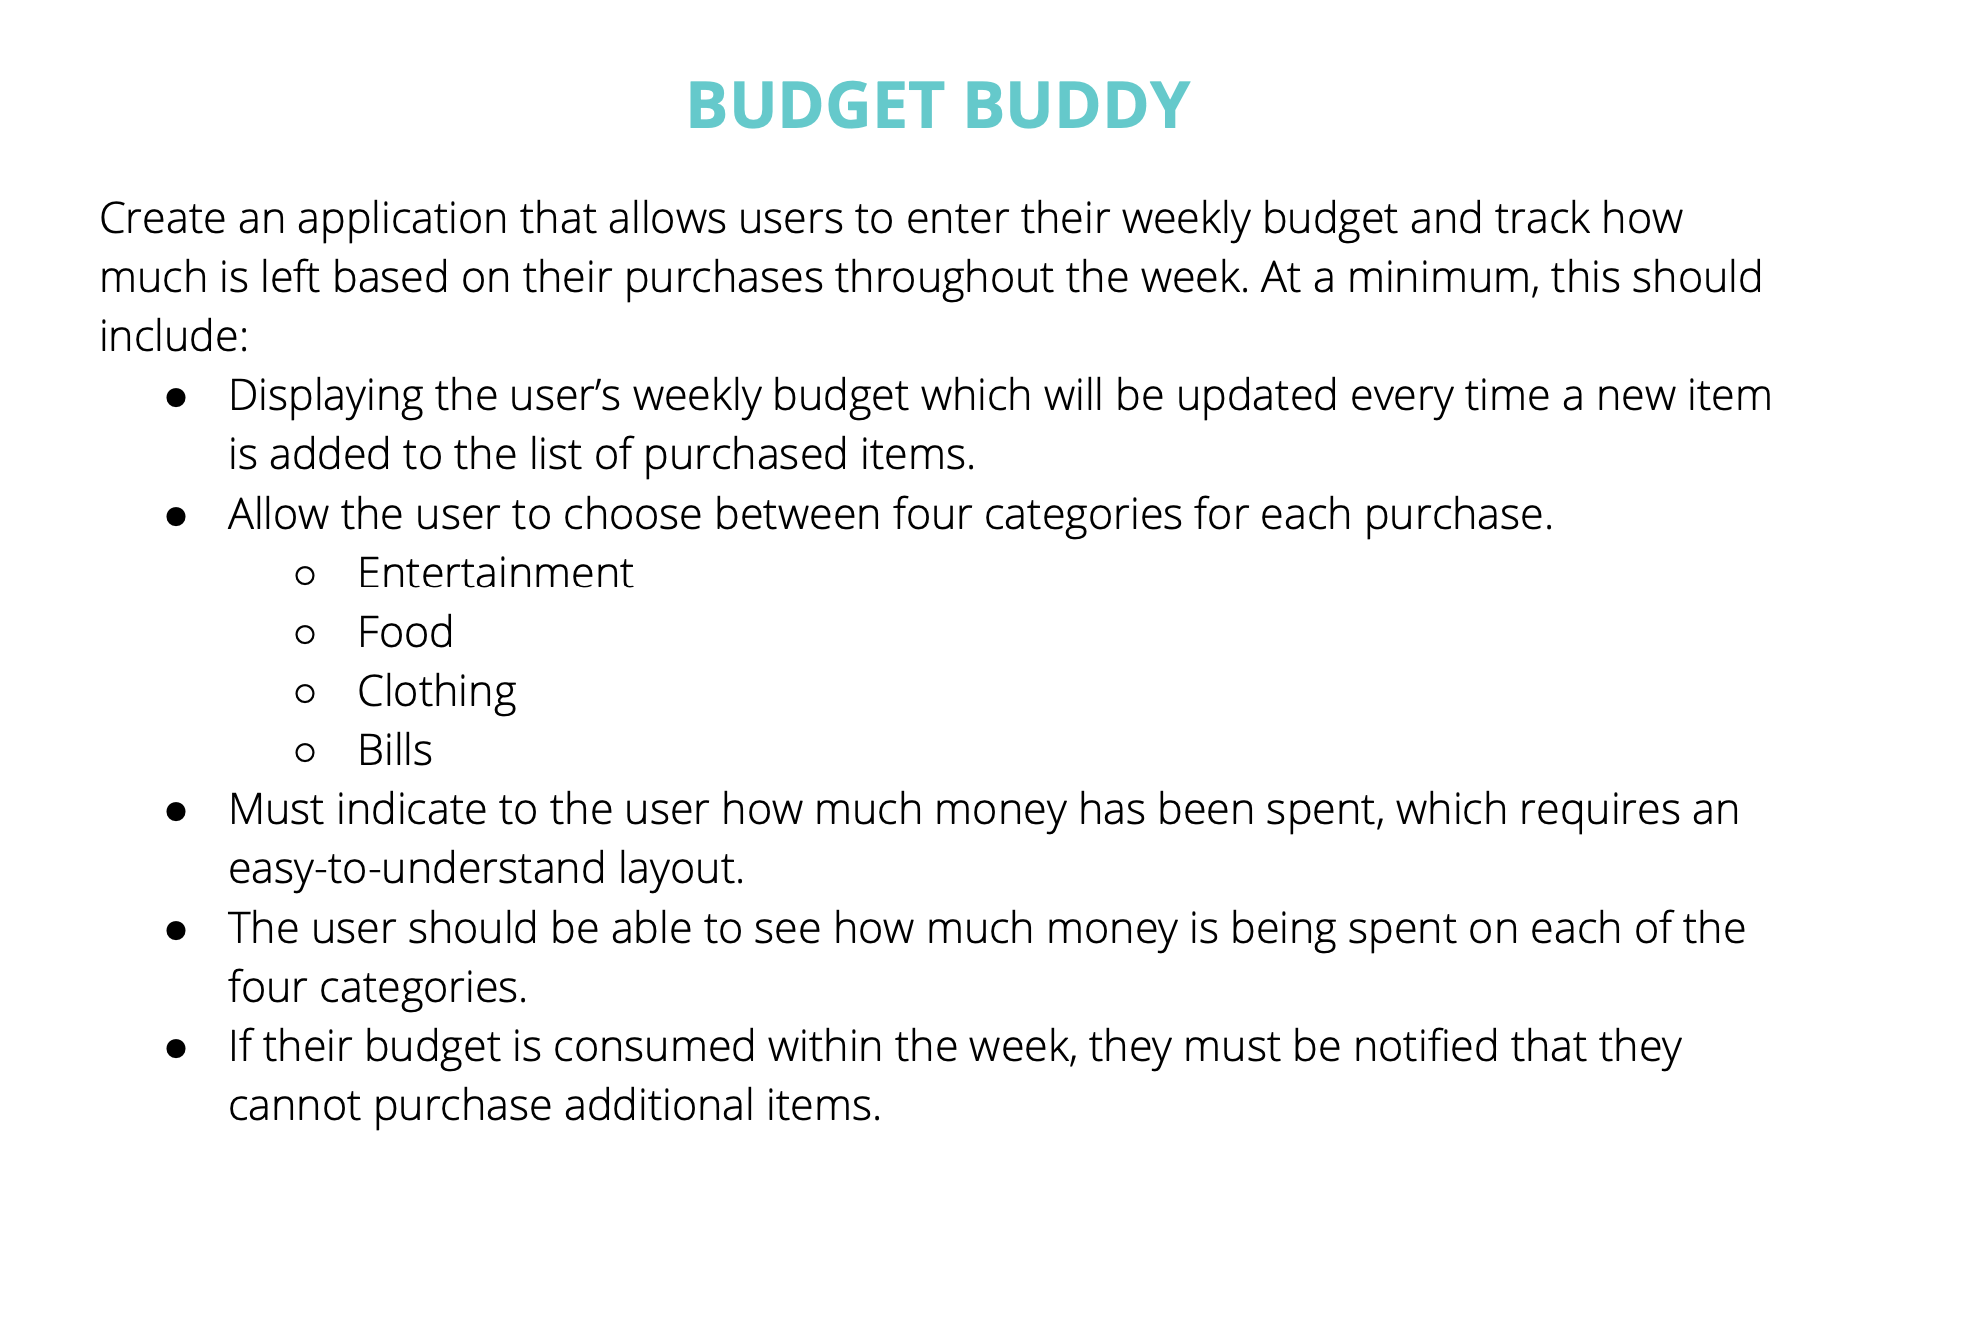 BUDGET BUDDY
Create an application that allows users to enter their weekly budget and track how
much is left based on their purchases throughout the week. At a minimum, this should
include:
● Displaying the user’s weekly budget which will be updated every time a new item
is added to the list of purchased items.
● Allow the user to choose between four categories for each purchase.
○ Entertainment
○ Food
○ Clothing
○ Bills
● Must indicate to the user how much money has been spent, which requires an
easy-to-understand layout.
● The user should be able to see how much money is being spent on each of the
four categories.
● If their budget is consumed within the week, they must be notified that they
cannot purchase additional items.